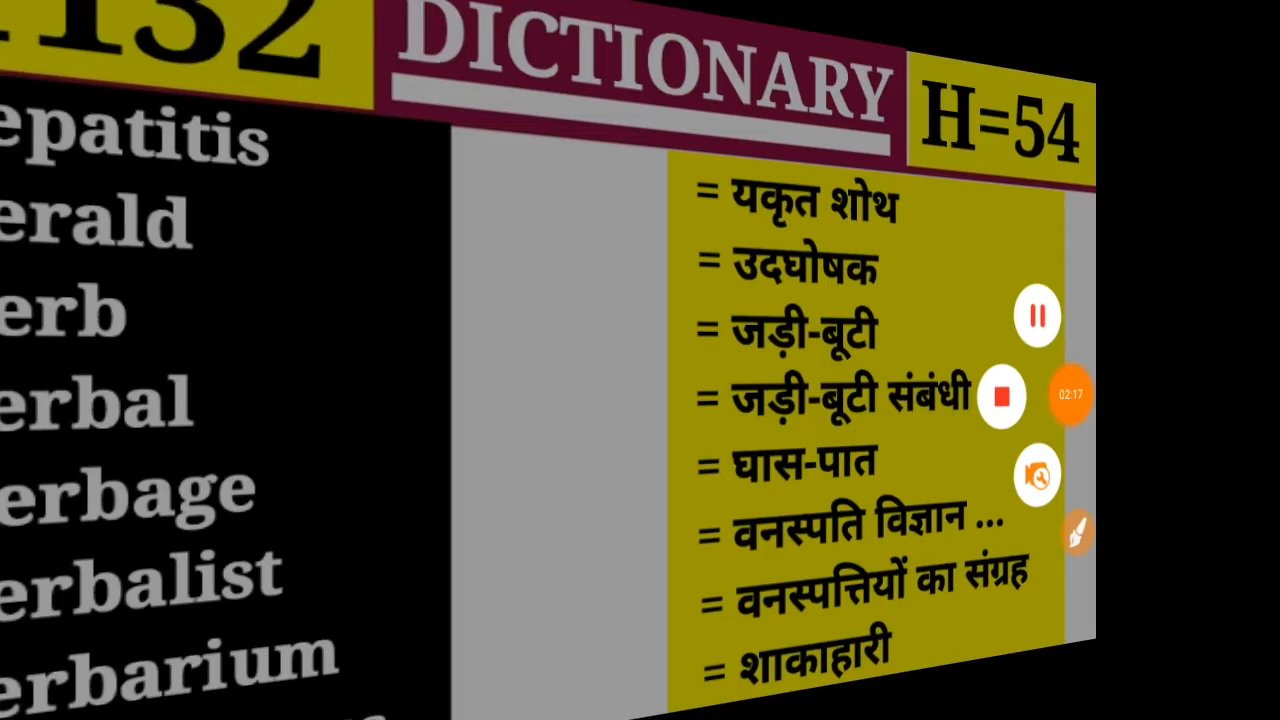 132 DICTIONARY H=54
epatitis = यकृत शोथ
erald = उदघोषक
erb = जड़ी-बूटी
erbal = जड़ी-बूटी संबंधी
erbage = घास-पात
erbalist = वनस्पति विज्ञान ...
erbarium = वनस्पत्तियों का संग्रह
= शाकाहारी
02:17